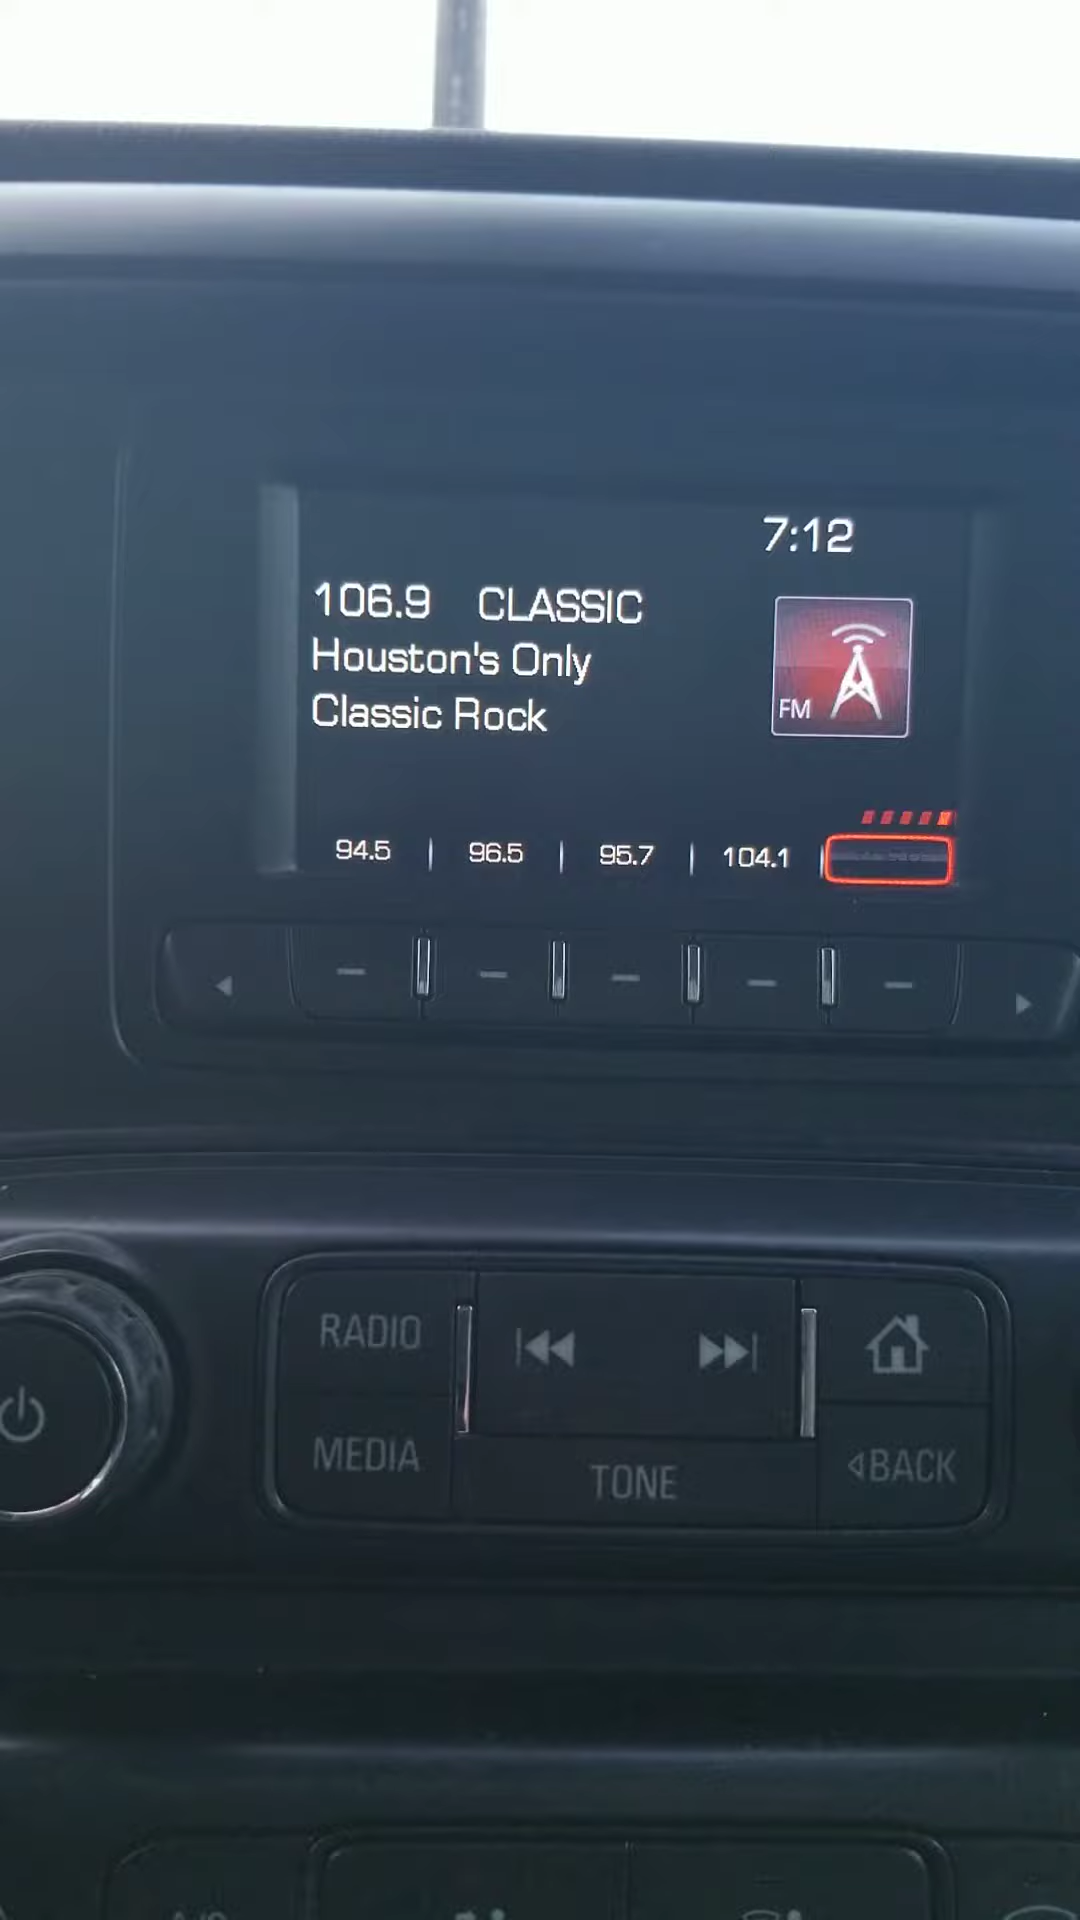 7:12
106.9 CLASSIC
Houston's Only
Classic Rock
FM
94.5 | 96.5 | 95.7 | 104.1
RADIO
MEDIA
TONE
BACK